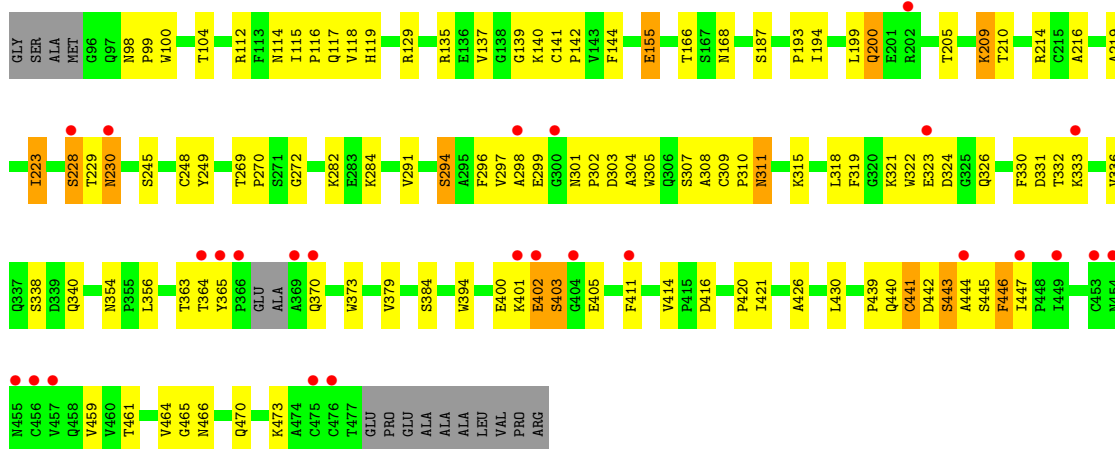 GLY SER ALA MET G96 Q97 N98 P99 W100 T104 R112 F113 N114 I115 P116 Q117 V118 H119 R129 R135 E136 V137 G138 G139 K140 C141 P142 V143 F144 E155 T166 S167 N168 S187 P193 I194 L199 Q200 E201 R202 T205 K209 T210 R214 C215 A216
I223 S228 T229 N230 S245 C248 Y249 T269 P270 S271 G272 K282 E283 K284 V291 S294 A295 F296 V297 A298 E299 G300 N301 P302 D303 A304 W305 Q306 S307 A308 C309 P310 N311 K315 L318 F319 G320 K321 W322 E323 D324 G325 Q326 F330 D331 T332 K333
Q337 S338 D339 Q340 N354 P355 L356 T363 T364 Y365 P366 GLU ALA A369 Q370 W373 V379 S384 W394 E400 K401 E402 S403 G404 E405 F411 V414 P415 D416 P420 I421 A426 L430 P439 Q440 C441 D442 S443 A444 S445 F446 I447 P448 I449 C453 N454
N455 C456 V457 Q458 V459 V460 T461 V464 G465 N466 Q470 K473 A474 C475 C476 T477 GLU PRO GLU ALA ALA ALA LEU VAL PRO ARG